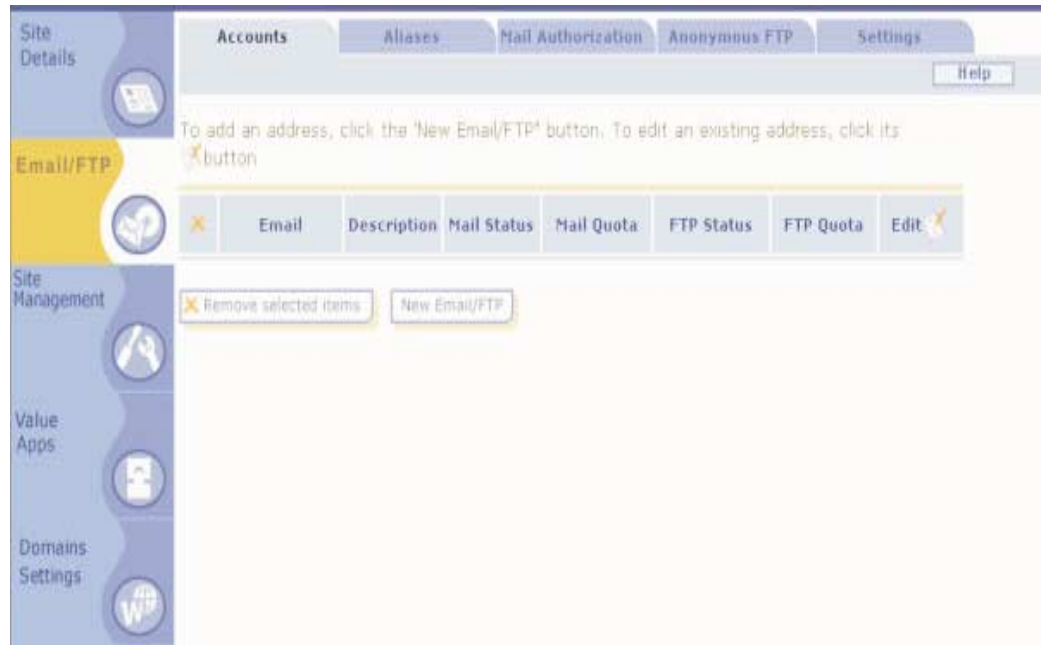 Site
Details
Accounts
Aliases
Mail Authorization
Anonymous FTP
Settings
Help
To add an address, click the 'New Email/FTP' button. To edit an existing address, click its
button
Email/FTP
Email
Description
Mail Status
Mail Quota
FTP Status
FTP Quota
Edit
Site
Management
Remove selected items
New Email/FTP
Value
Apps
Domains
Settings
W